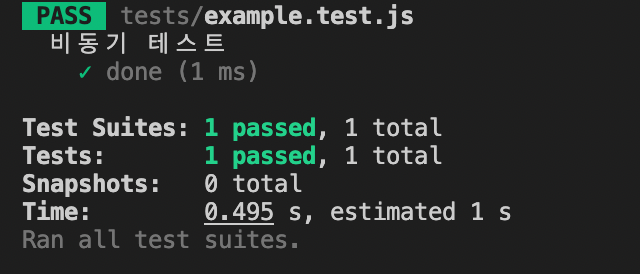 PASS tests/example.test.js
비동기 테스트
✓ done (1 ms)
Test Suites: 1 passed, 1 total
Tests: 1 passed, 1 total
Snapshots: 0 total
Time: 0.495 s, estimated 1 s
Ran all test suites.